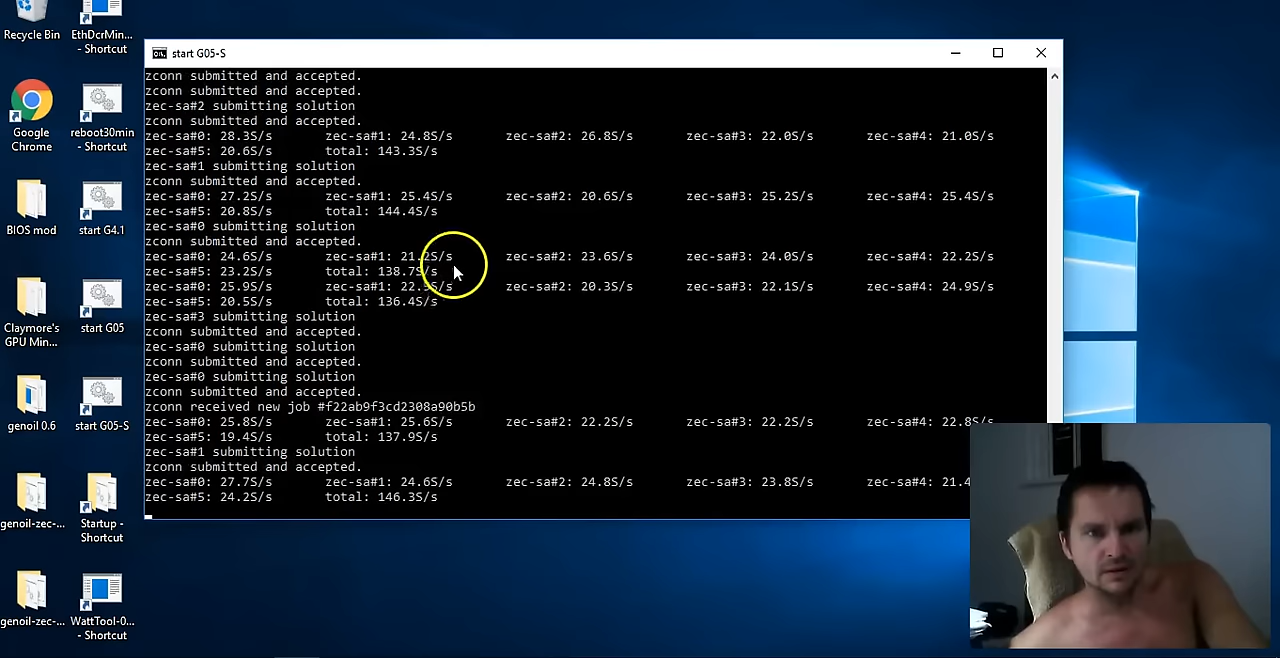 Recycle Bin
EthDcrMin...
- Shortcut
Google
Chrome
reboot30min
- Shortcut
BIOS mod
start G4.1
Claymore's
GPU Min...
start G05
genoil 0.6
start G05-S
genoil-zec-...
Startup -
Shortcut
genoil-zec-...
WattTool-0...
- Shortcut
start G05-S
zconn submitted and accepted.
zconn submitted and accepted.
zec-sa#2 submitting solution
zconn submitted and accepted.
zec-sa#0: 28.3S/s zec-sa#1: 24.8S/s zec-sa#2: 26.8S/s zec-sa#3: 22.0S/s zec-sa#4: 21.0S/s
zec-sa#5: 20.6S/s total: 143.3S/s
zec-sa#1 submitting solution
zconn submitted and accepted.
zec-sa#0: 27.2S/s zec-sa#1: 25.4S/s zec-sa#2: 20.6S/s zec-sa#3: 25.2S/s zec-sa#4: 25.4S/s
zec-sa#5: 20.8S/s total: 144.4S/s
zec-sa#0 submitting solution
zconn submitted and accepted.
zec-sa#0: 24.6S/s zec-sa#1: 21.2S/s zec-sa#2: 23.6S/s zec-sa#3: 24.0S/s zec-sa#4: 22.2S/s
zec-sa#5: 23.2S/s total: 138.7S/s
zec-sa#0: 25.9S/s zec-sa#1: zec-sa#2: 20.3S/s zec-sa#3: 22.1S/s zec-sa#4: 24.9S/s
zec-sa#5: 20.5S/s total: 136.4S/s
zec-sa#3 submitting solution
zconn submitted and accepted.
zec-sa#0 submitting solution
zconn submitted and accepted.
zec-sa#0 submitting solution
zconn submitted and accepted.
zconn received new job #f22ab9f3cd2308a90b5b
zec-sa#0: 25.8S/s zec-sa#1: 25.6S/s zec-sa#2: 22.2S/s zec-sa#3: 22.2S/s zec-sa#4: 22.8S/s
zec-sa#5: 19.4S/s total: 137.9S/s
zec-sa#1 submitting solution
zconn submitted and accepted.
zec-sa#0: 27.7S/s zec-sa#1: 24.6S/s zec-sa#2: 24.8S/s zec-sa#3: 23.8S/s zec-sa#4: 21.4
zec-sa#5: 24.2S/s total: 146.3S/s